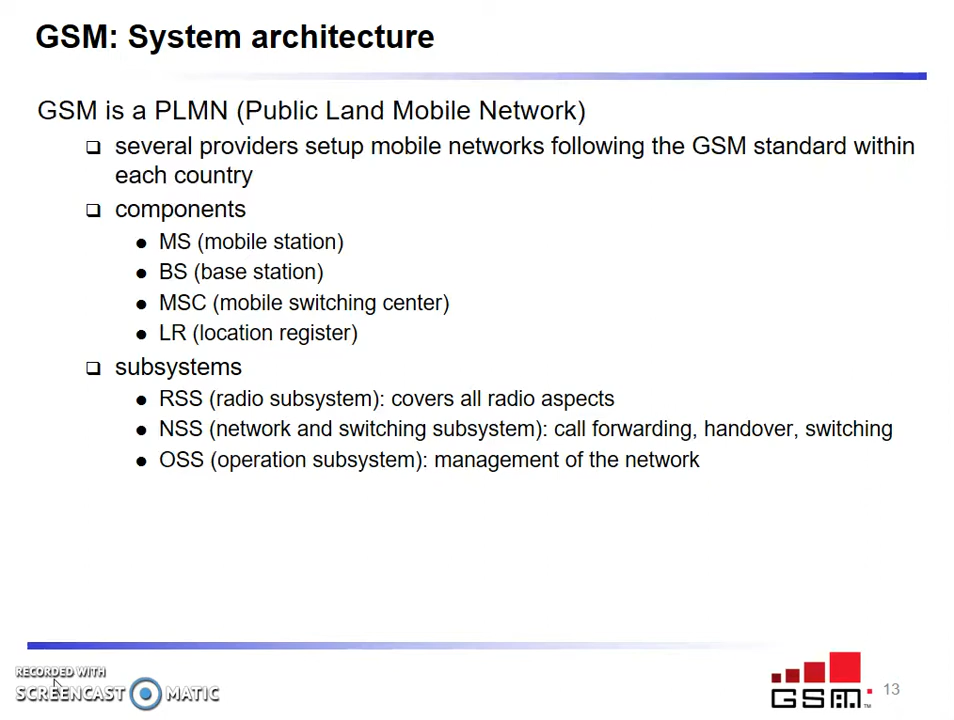 GSM: System architecture
GSM is a PLMN (Public Land Mobile Network)
❑ several providers setup mobile networks following the GSM standard within
each country
❑ components
● MS (mobile station)
● BS (base station)
● MSC (mobile switching center)
● LR (location register)
❑ subsystems
● RSS (radio subsystem): covers all radio aspects
● NSS (network and switching subsystem): call forwarding, handover, switching
● OSS (operation subsystem): management of the network
RECORDED WITH
SCREENCAST MATIC
GSM™
13